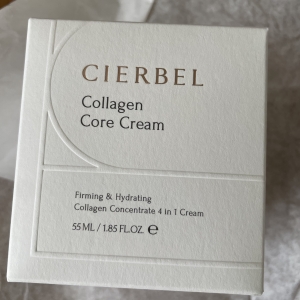 CIERBEL
Collagen
Core Cream
Firming & Hydrating
Collagen Concentrate 4 in 1 Cream
55 ML / 1.85 FL.OZ. ℮